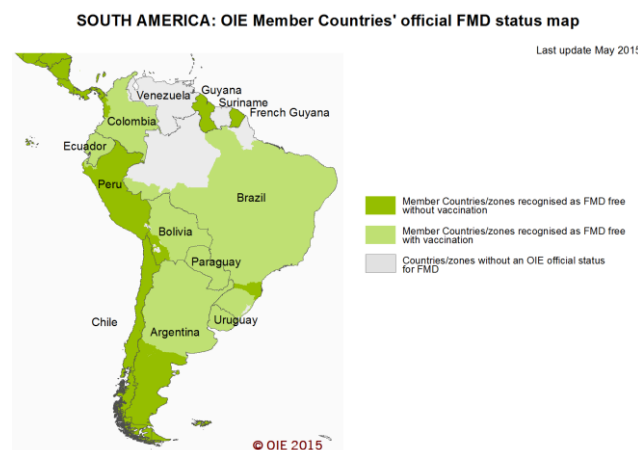 SOUTH AMERICA: OIE Member Countries' official FMD status map
Last update May 2015
Venezuela
Guyana
Suriname
French Guyana
Colombia
Ecuador
Peru
Brazil
Bolivia
Paraguay
Chile
Argentina
Uruguay
Member Countries/zones recognised as FMD free
without vaccination
Member Countries/zones recognised as FMD free
with vaccination
Countries/zones without an OIE official status
for FMD
© OIE 2015